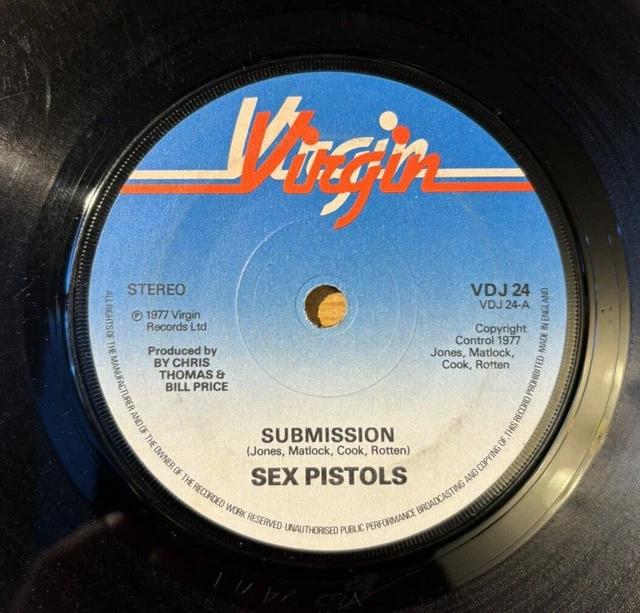 Virgin
STEREO
℗ 1977 Virgin
Records Ltd
Produced by
BY CHRIS
THOMAS &
BILL PRICE
VDJ 24
VDJ 24-A
Copyright
Control 1977
Jones, Matlock,
Cook, Rotten
SUBMISSION
(Jones, Matlock, Cook, Rotten)
SEX PISTOLS
ALL RIGHTS OF THE MANUFACTURER AND OF THE OWNER OF THE RECORDED WORK RESERVED·UNAUTHORISED PUBLIC PERFORMANCE BROADCASTING AND COPYING OF THIS RECORD PROHIBITED·MADE IN ENGLAND